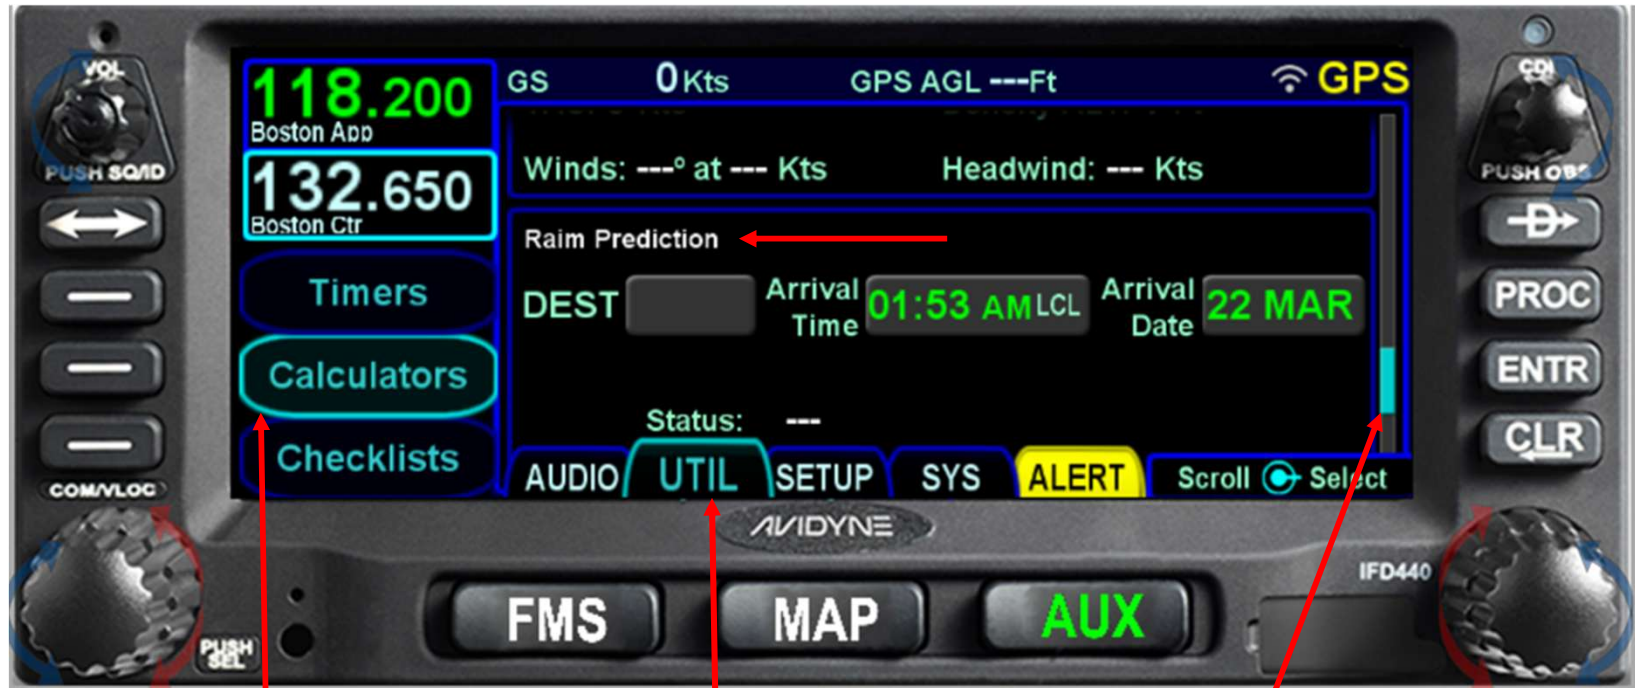 VOL
PUSH SQ/ID
COM/VLOC
PUSH
SEL
118.200
Boston App
132.650
Boston Ctr
Timers
Calculators
Checklists
GS 0Kts GPS AGL ---Ft GPS
Winds: ---º at --- Kts Headwind: --- Kts
Raim Prediction
DEST Arrival Time 01:53 AM LCL Arrival Date 22 MAR
Status: ---
AUDIO UTIL SETUP SYS ALERT Scroll Select
AVIDYNE
FMS MAP AUX
CDI
PUSH OBS
D
PROC
ENTR
CLR
IFD440